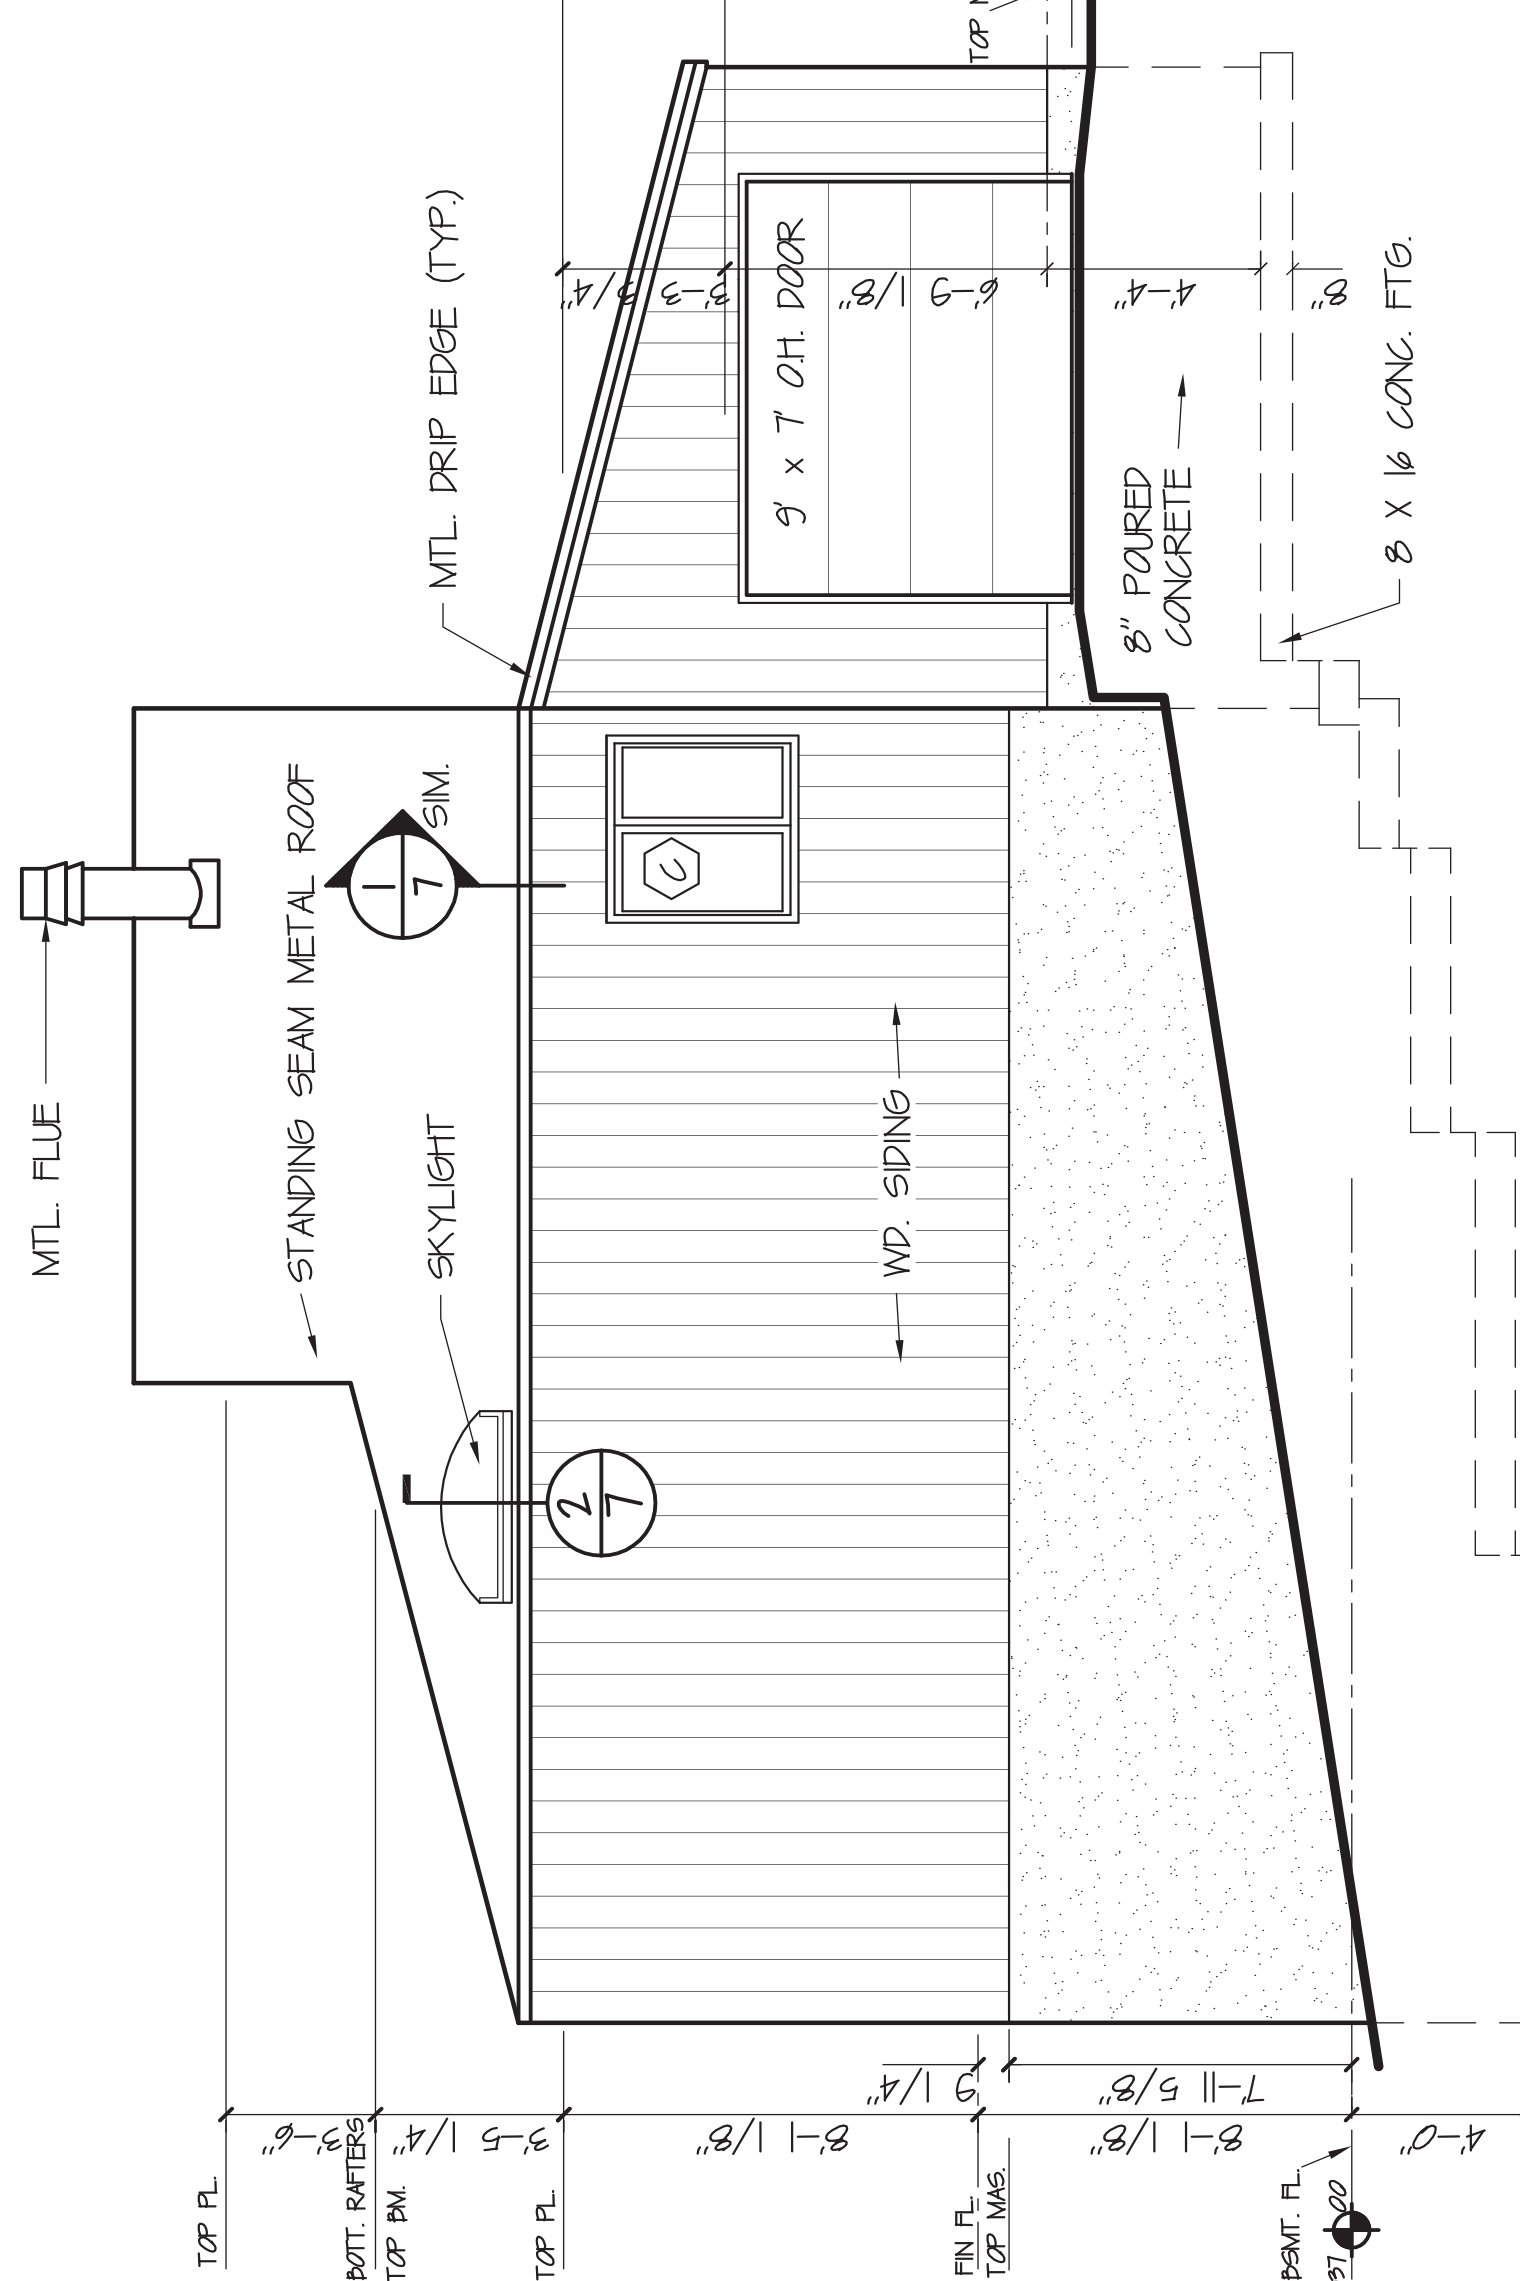 MTL. FLUE
STANDING SEAM METAL ROOF
SKYLIGHT
1
7
SIM.
2
7
MTL. DRIP EDGE (TYP.)
C
WD. SIDING
9' x 7' O.H. DOOR
8" POURED
CONCRETE
8 X 16 CONC. FTG.
3'-3 3/4"
6'-9 1/8"
4'-4"
8"
TOP
TOP PL.
3'-6"
BOTT. RAFTERS
TOP BM.
3'-5 1/4"
TOP PL.
8'-1 1/8"
9 1/4"
FIN FL.
TOP MAS.
7'-11 5/8"
8'-1 1/8"
BSMT. FL.
37 00
4'-0"